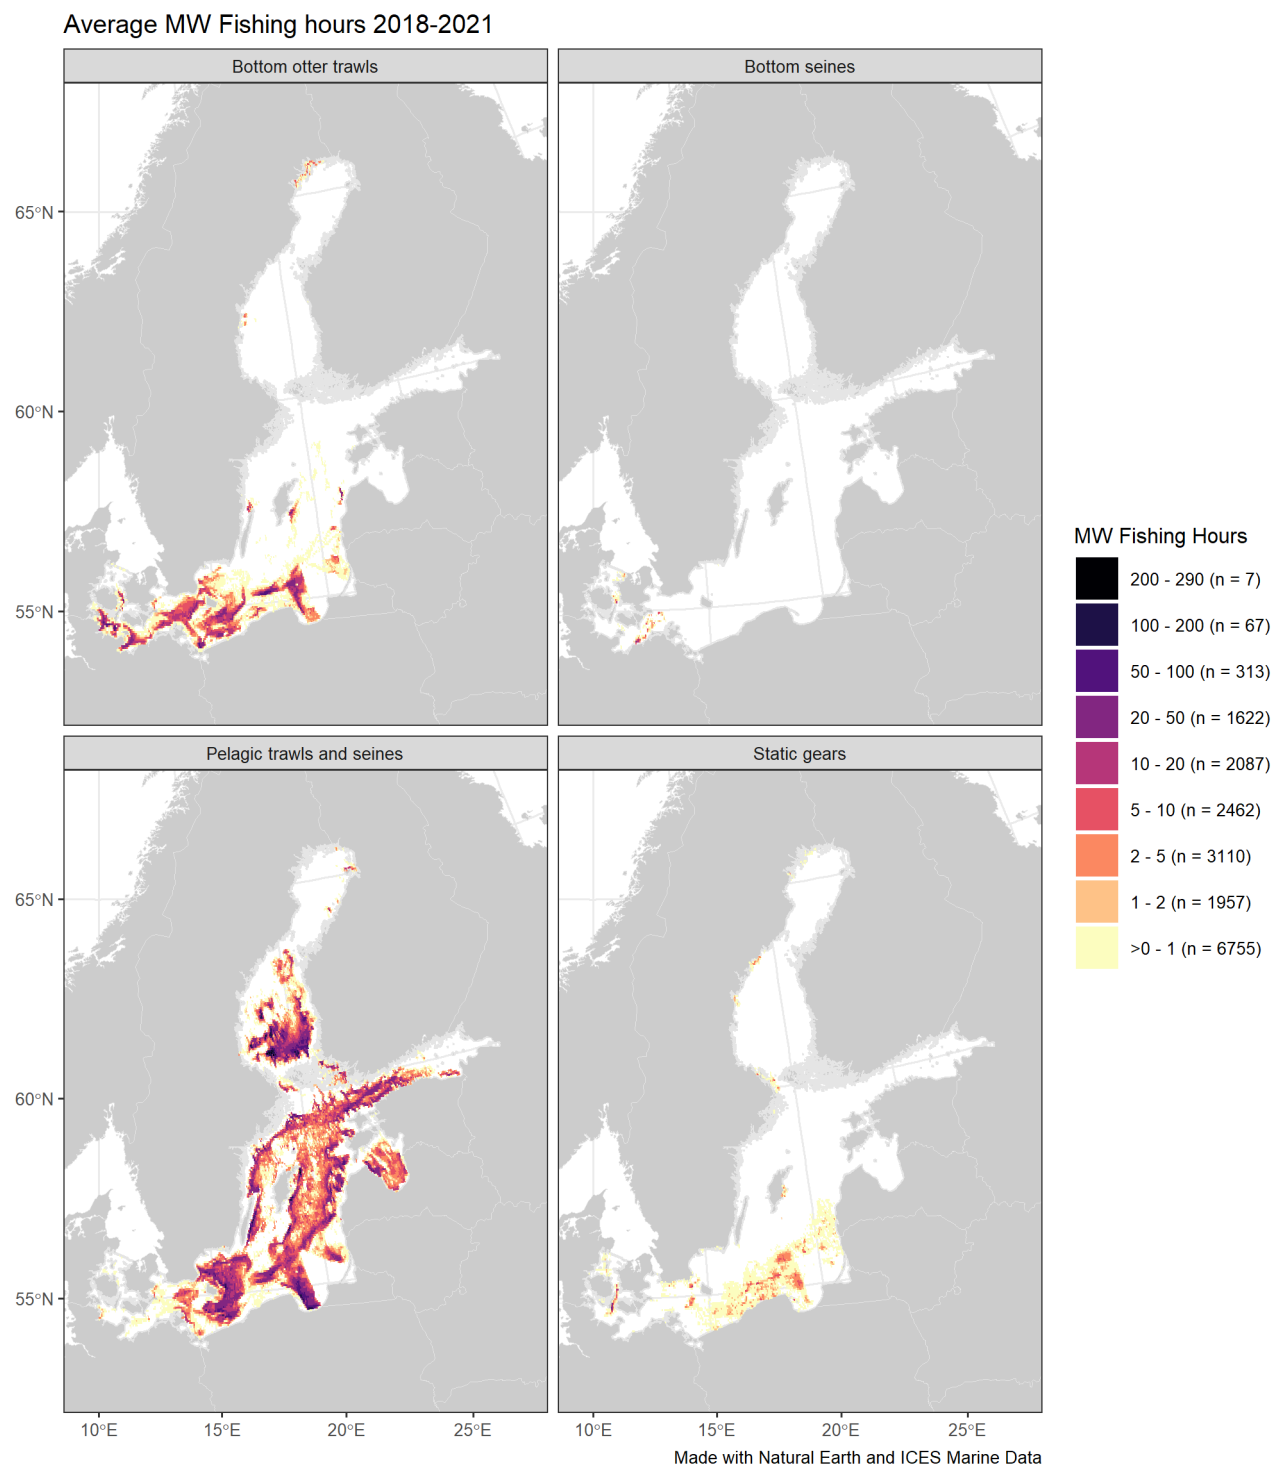 Average MW Fishing hours 2018-2021
Bottom otter trawls
Bottom seines
65°N
60°N
55°N
Pelagic trawls and seines
Static gears
65°N
60°N
55°N
10°E 15°E 20°E 25°E
10°E 15°E 20°E 25°E
MW Fishing Hours
200 - 290 (n = 7)
100 - 200 (n = 67)
50 - 100 (n = 313)
20 - 50 (n = 1622)
10 - 20 (n = 2087)
5 - 10 (n = 2462)
2 - 5 (n = 3110)
1 - 2 (n = 1957)
>0 - 1 (n = 6755)
Made with Natural Earth and ICES Marine Data